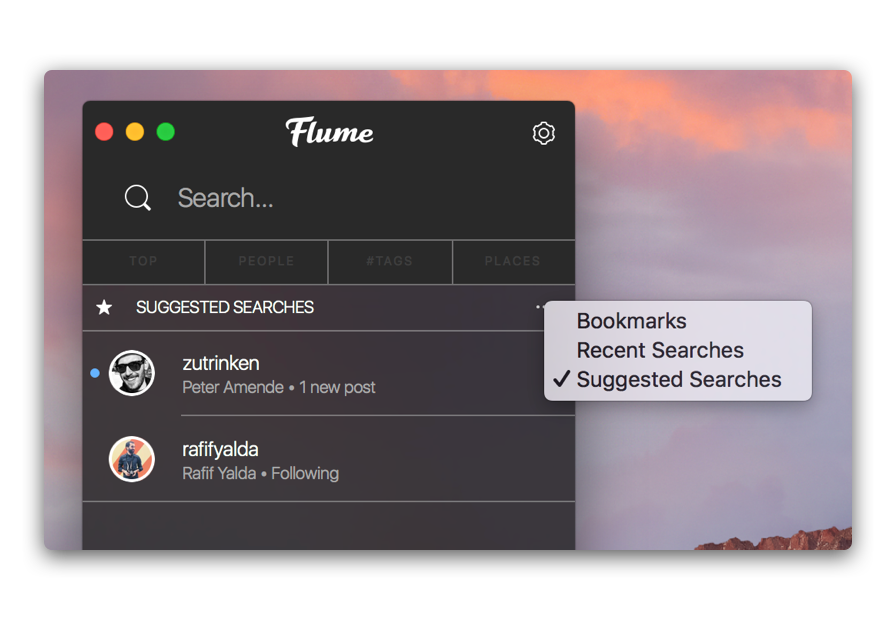 Flume
Search...
TOP PEOPLE #TAGS PLACES
SUGGESTED SEARCHES
Bookmarks
Recent Searches
✓ Suggested Searches
zutrinken
Peter Amende • 1 new post
rafifyalda
Rafif Yalda • Following